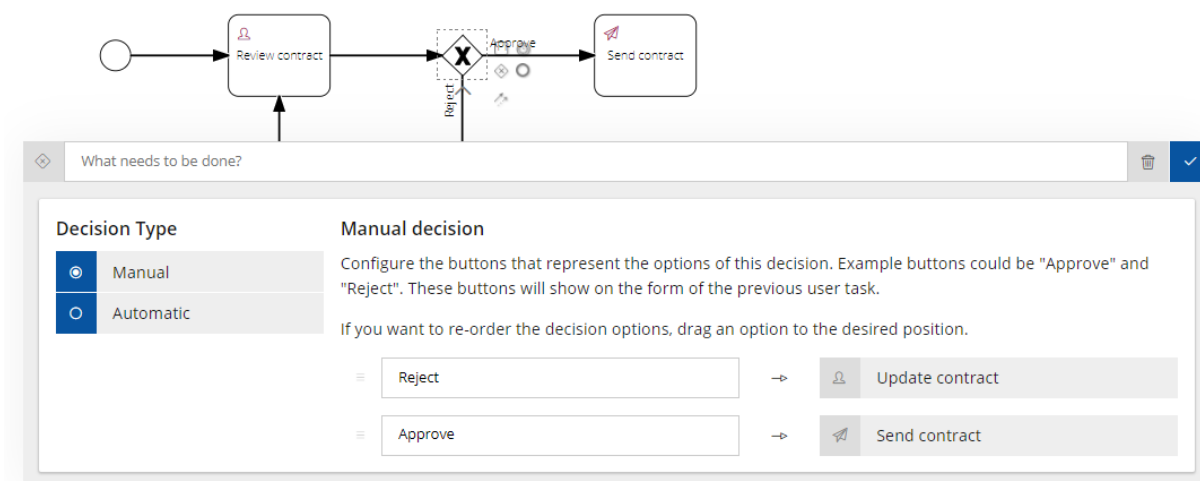 Approve
Review contract
Send contract
Reject
What needs to be done?
Decision Type
Manual
Automatic
Manual decision
Configure the buttons that represent the options of this decision. Example buttons could be "Approve" and
"Reject". These buttons will show on the form of the previous user task.
If you want to re-order the decision options, drag an option to the desired position.
Reject
Update contract
Approve
Send contract